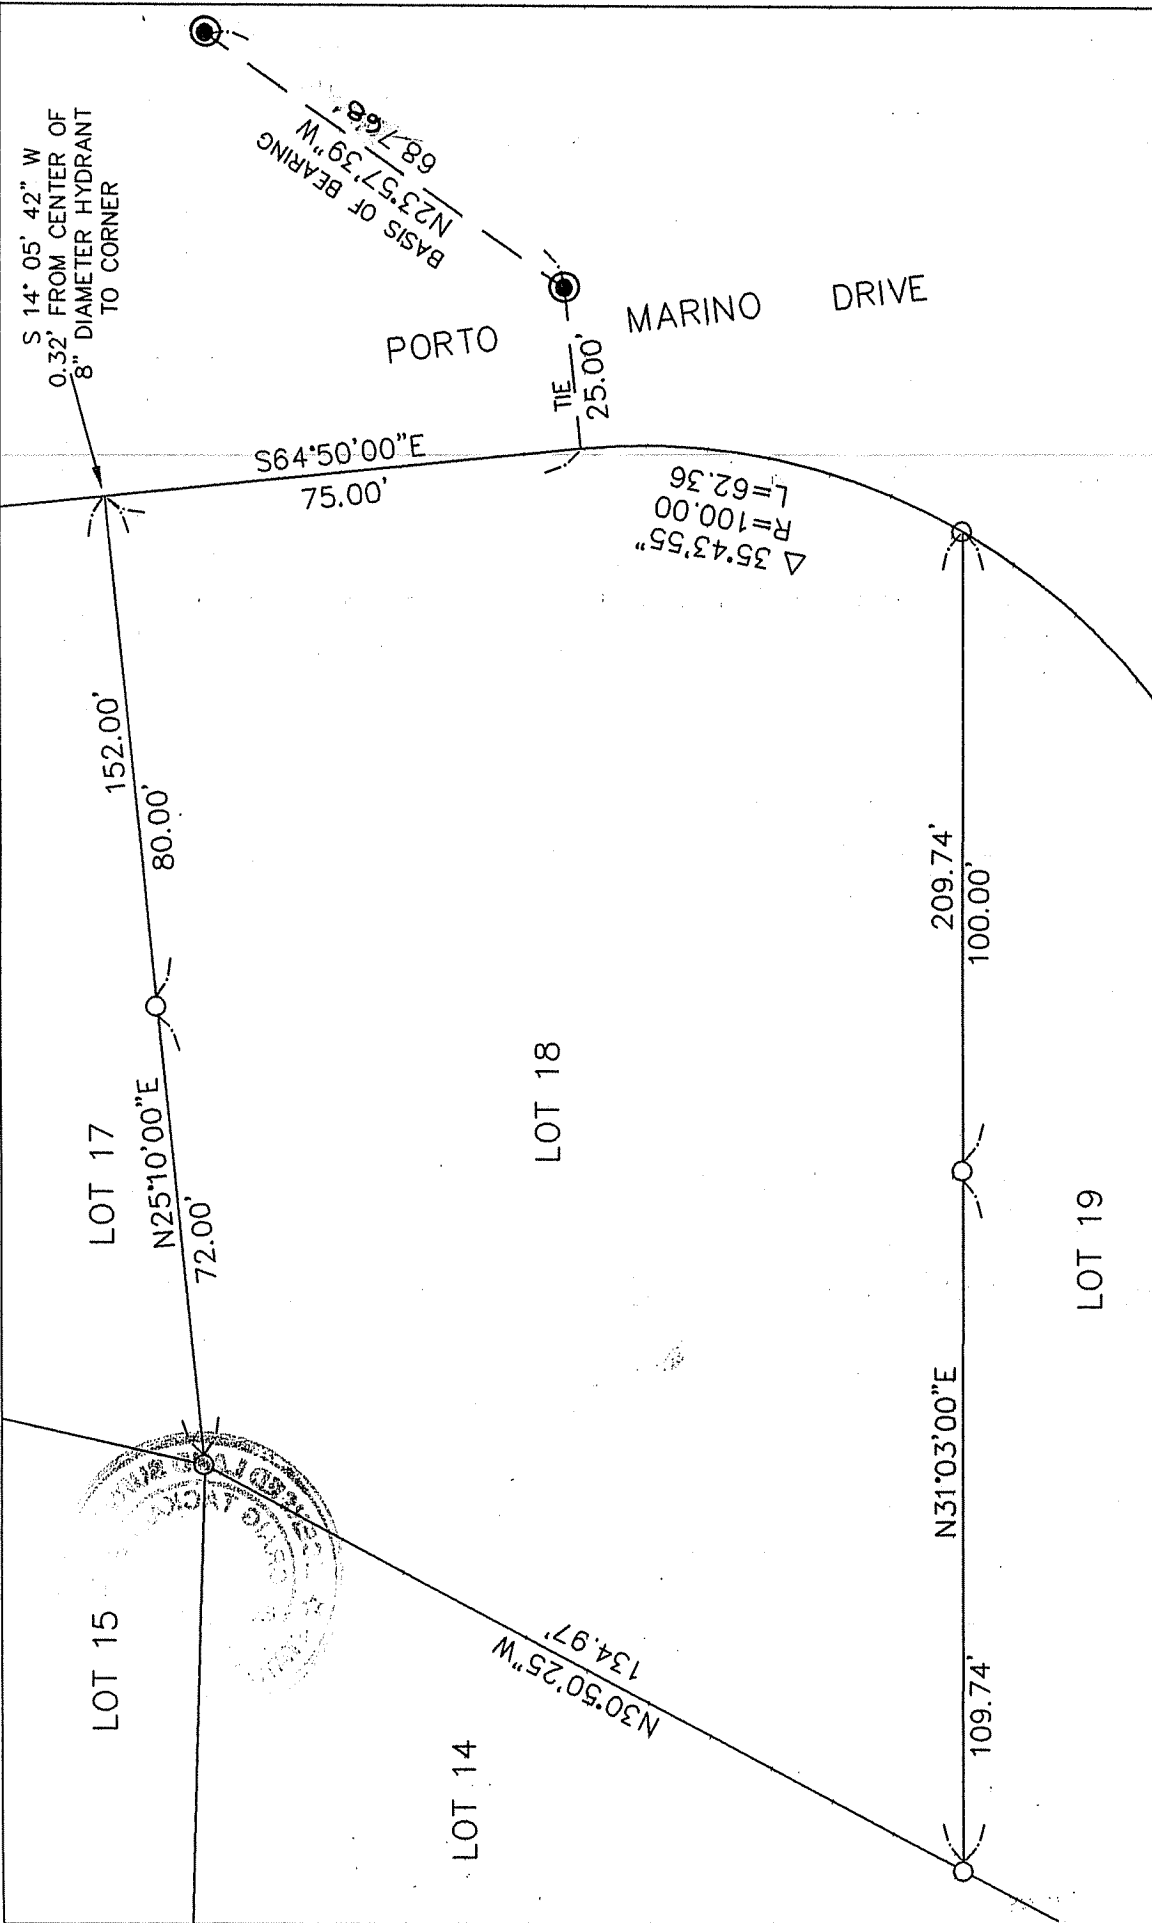 S 14° 05' 42" W
0.32' FROM CENTER OF
8" DIAMETER HYDRANT
TO CORNER
BASIS OF BEARING
N23°57'39"W
68.768'
PORTO MARINO DRIVE
TIE
25.00'
S64°50'00"E
75.00'
Δ 35°43'55"
R=100.00
L=62.36
152.00'
80.00'
N25°10'00"E
72.00'
LOT 17
LOT 18
209.74'
100.00'
N31°03'00"E
109.74'
LOT 19
LOT 15
LOT 14
N30°50'25"W
134.97'